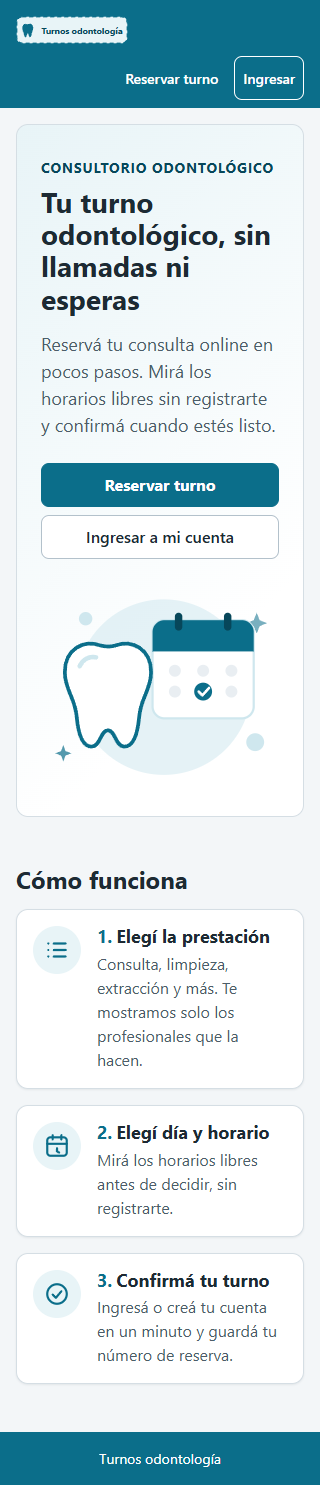 Turnos odontología
Reservar turno
Ingresar
CONSULTORIO ODONTOLÓGICO
Tu turno
odontológico, sin
llamadas ni
esperas
Reservá tu consulta online en
pocos pasos. Mirá los
horarios libres sin registrarte
y confirmá cuando estés listo.
Reservar turno
Ingresar a mi cuenta
Cómo funciona
1. Elegí la prestación
Consulta, limpieza,
extracción y más. Te
mostramos solo los
profesionales que la
hacen.
2. Elegí día y horario
Mirá los horarios libres
antes de decidir, sin
registrarte.
3. Confirmá tu turno
Ingresá o creá tu cuenta
en un minuto y guardá tu
número de reserva.
Turnos odontología